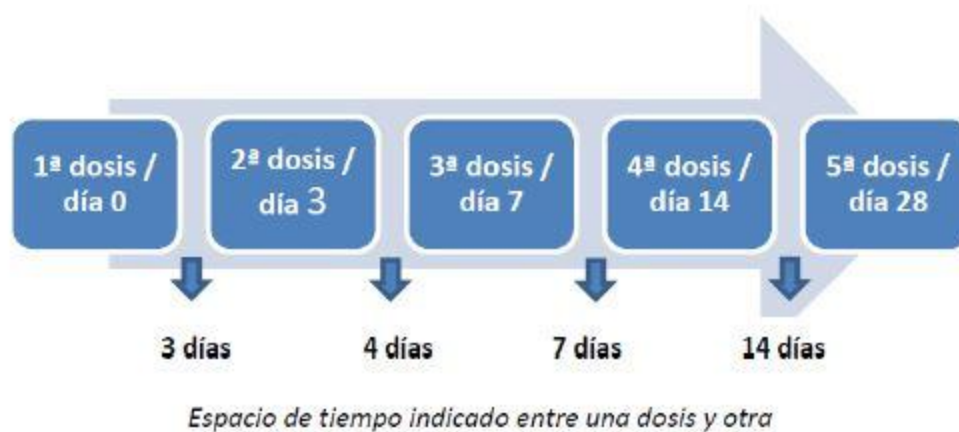 1ª dosis /
día 0
2ª dosis /
día 3
3ª dosis /
día 7
4ª dosis /
día 14
5ª dosis /
día 28
3 días
4 días
7 días
14 días
Espacio de tiempo indicado entre una dosis y otra